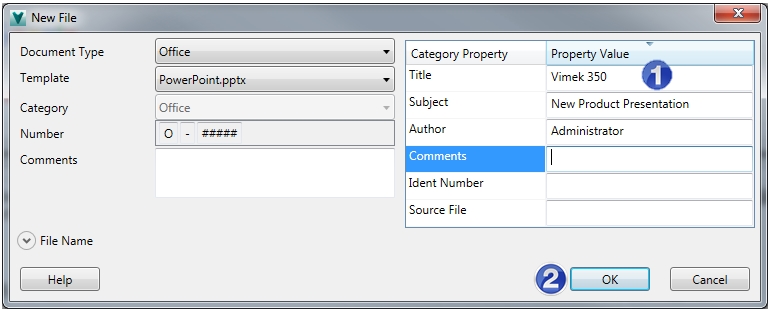 New File
Document Type
Office
Template
PowerPoint.pptx
Category
Office
Number
O - #####
Comments
File Name
Category Property Property Value
Title Vimek 350 1
Subject New Product Presentation
Author Administrator
Comments
Ident Number
Source File
Help 2 OK Cancel